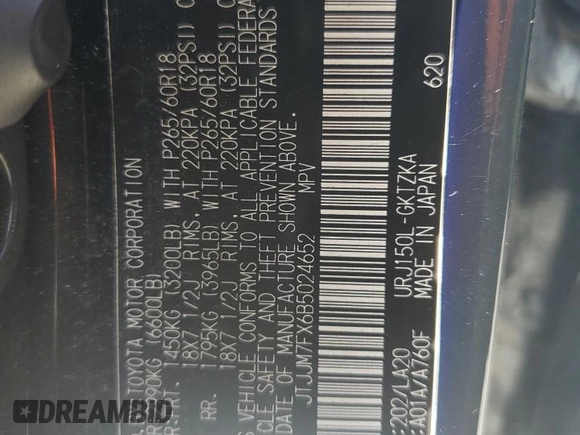 TOYOTA MOTOR CORPORATION
20KG (6600LB)
RT. 1450KG (3200LB) WITH P265/60R18
18X7 1/2J RIMS, AT 220KPA (32PSI)
RR. 1795KG (3965LB) WITH P265/60R18
18X7 1/2J RIMS, AT 220KPA (32PSI)
VEHICLE CONFORMS TO ALL APPLICABLE FEDERA
CLE SAFETY AND THEFT PREVENTION STANDARDS
DATE OF MANUFACTURE SHOWN ABOVE.
JTJJM7FX6B5024652 MPV
620
202/LA20 URJ150L-GKTZKA
A01A/A760F MADE IN JAPAN
DREAMBID